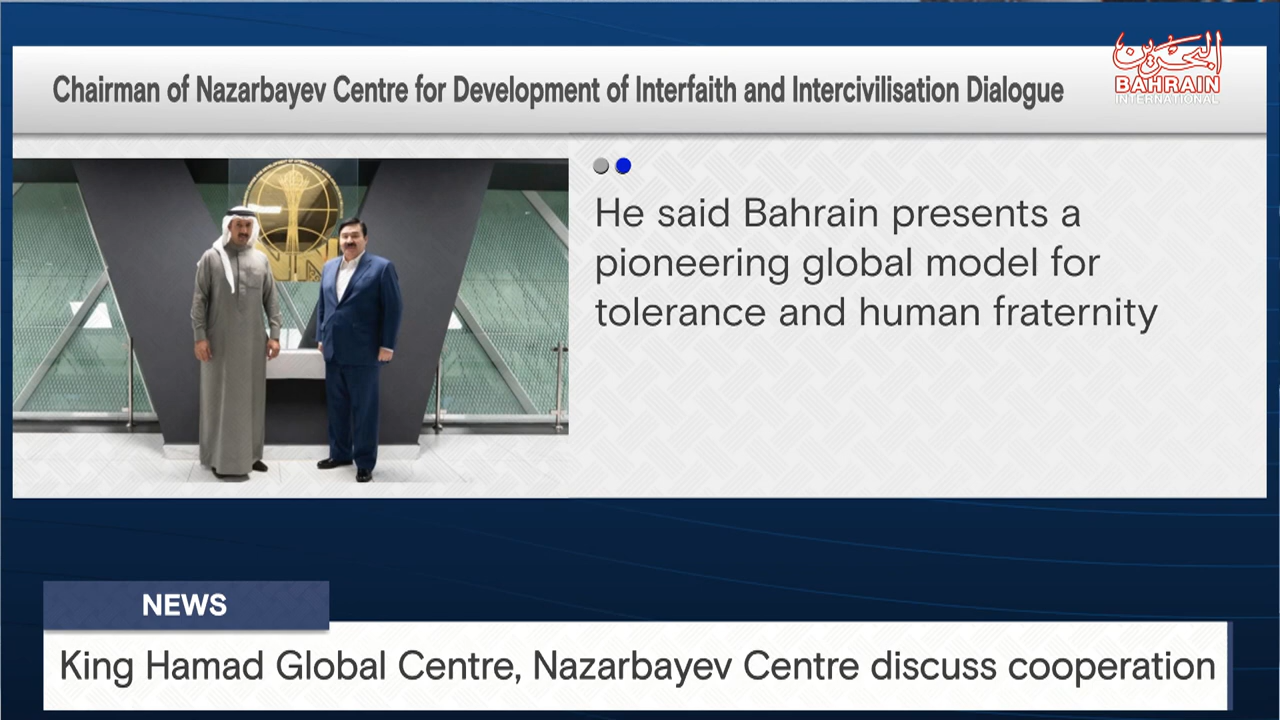 Chairman of Nazarbayev Centre for Development of Interfaith and Intercivilisation Dialogue
البحرين
BAHRAIN
INTERNATIONAL
He said Bahrain presents a
pioneering global model for
tolerance and human fraternity
NEWS
King Hamad Global Centre, Nazarbayev Centre discuss cooperation